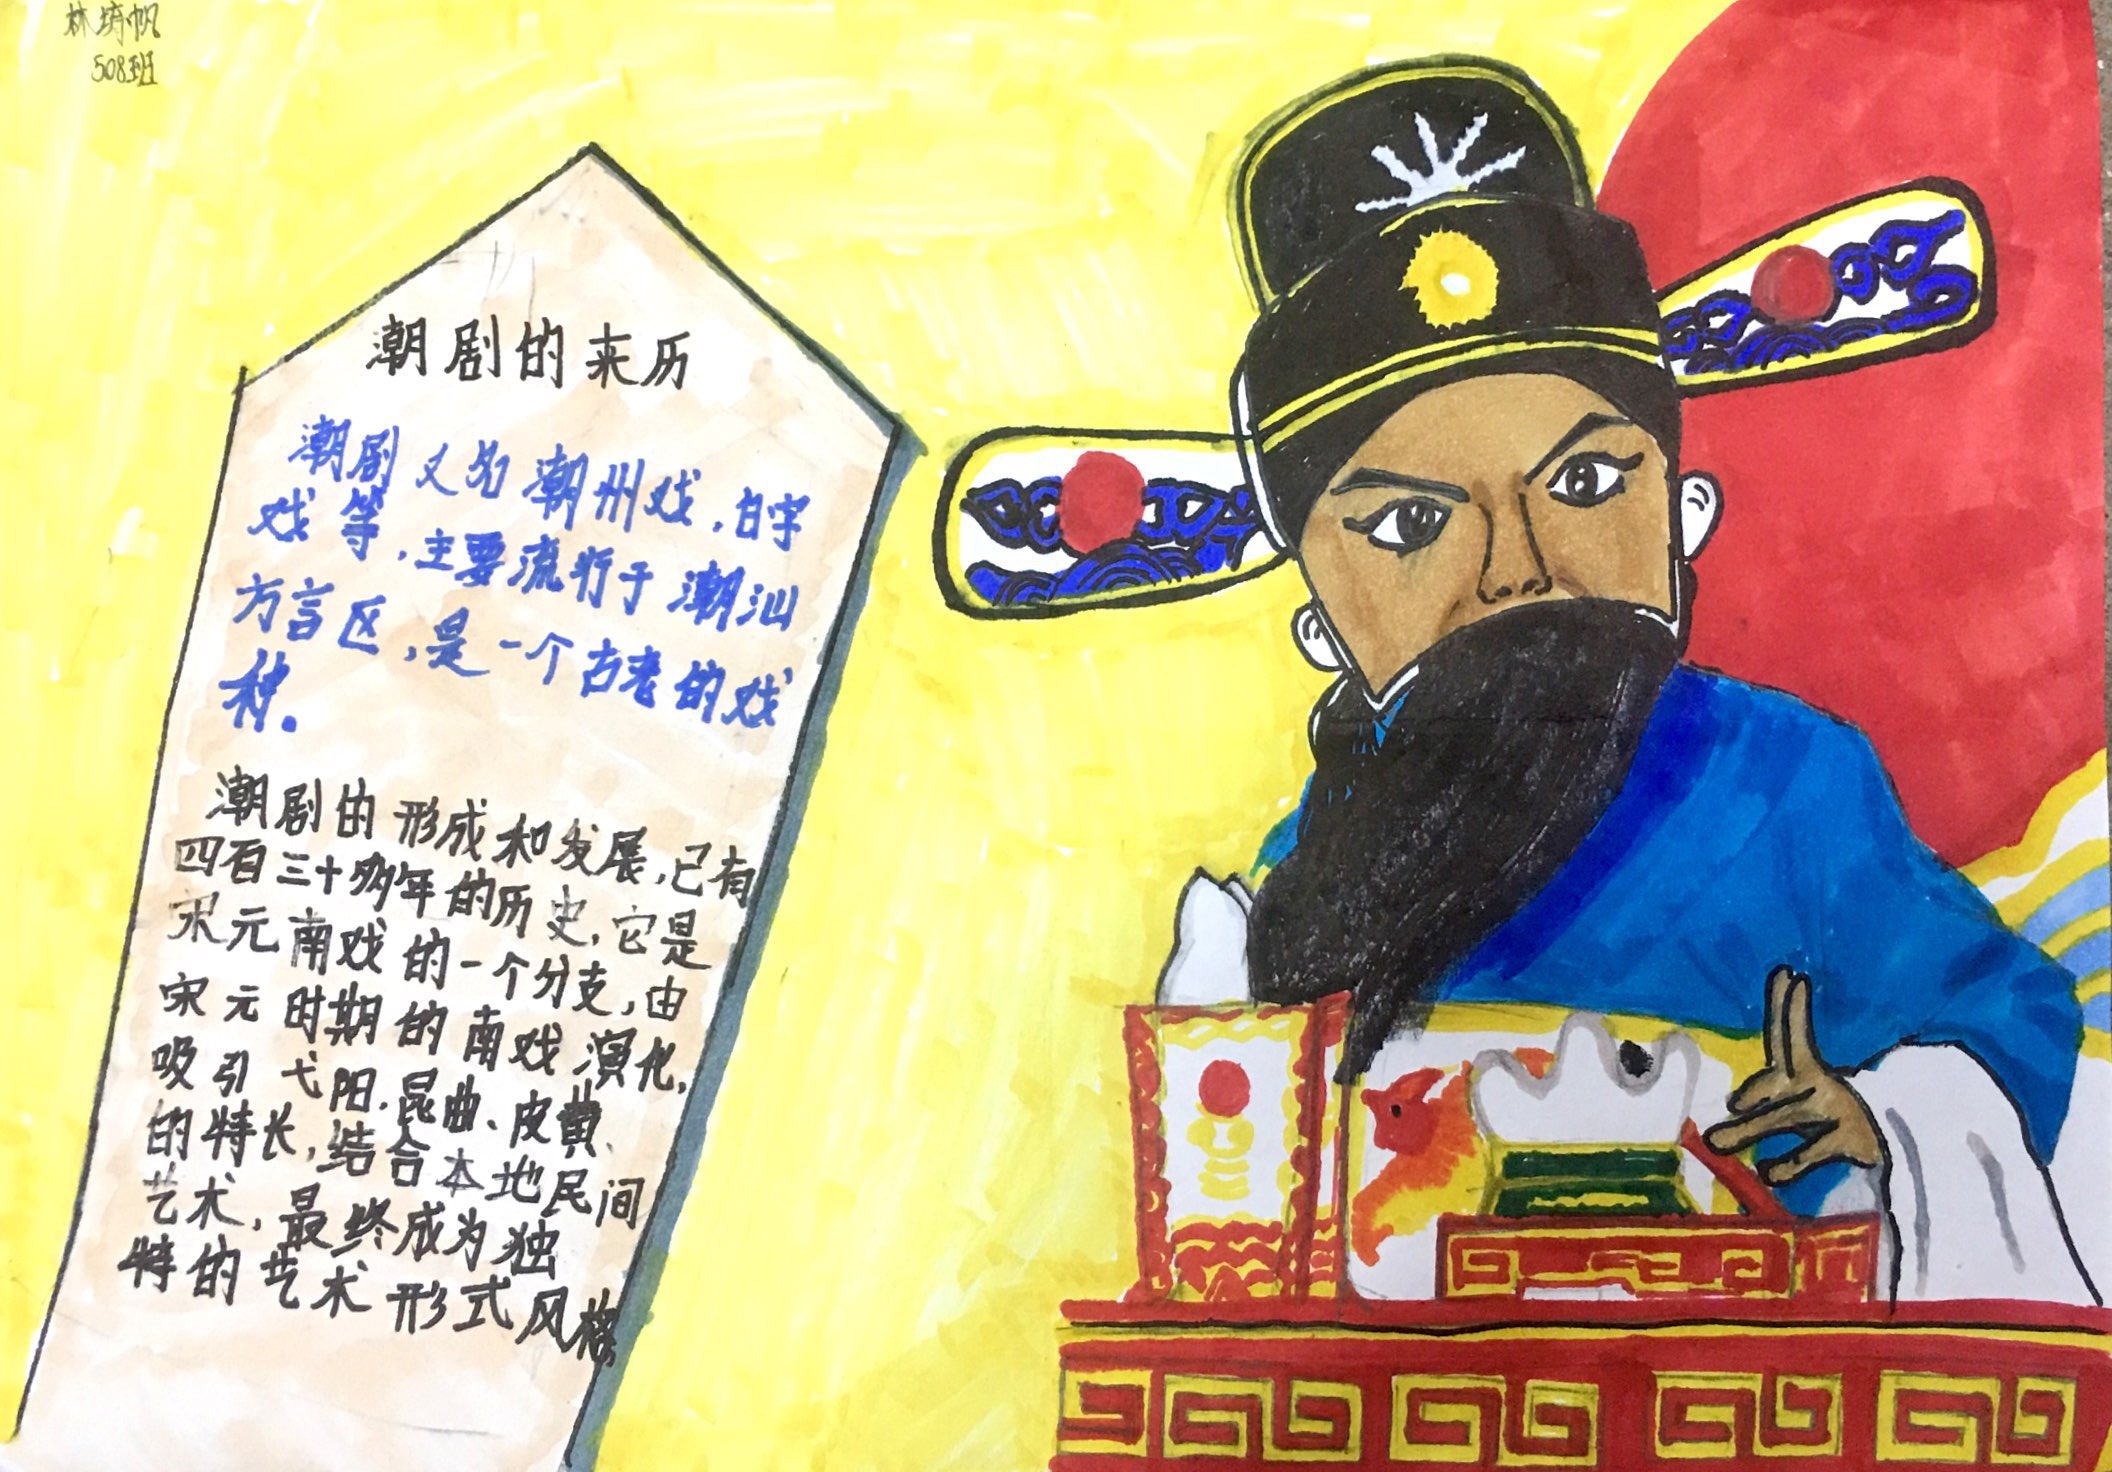 林堉帆
508班
潮剧的来历
潮剧又名潮州戏,白字
戏等,主要流行于潮汕
方言区,是一个古老的戏
种。
潮剧的形成和发展,已有
四百三十多年的历史,它是
宋元南戏的一个分支,由
宋元时期的南戏演化,
吸引弋阳.昆曲、皮黄、
的特长,结合本地民间
艺术,最终成为独
特的艺术形式风格,